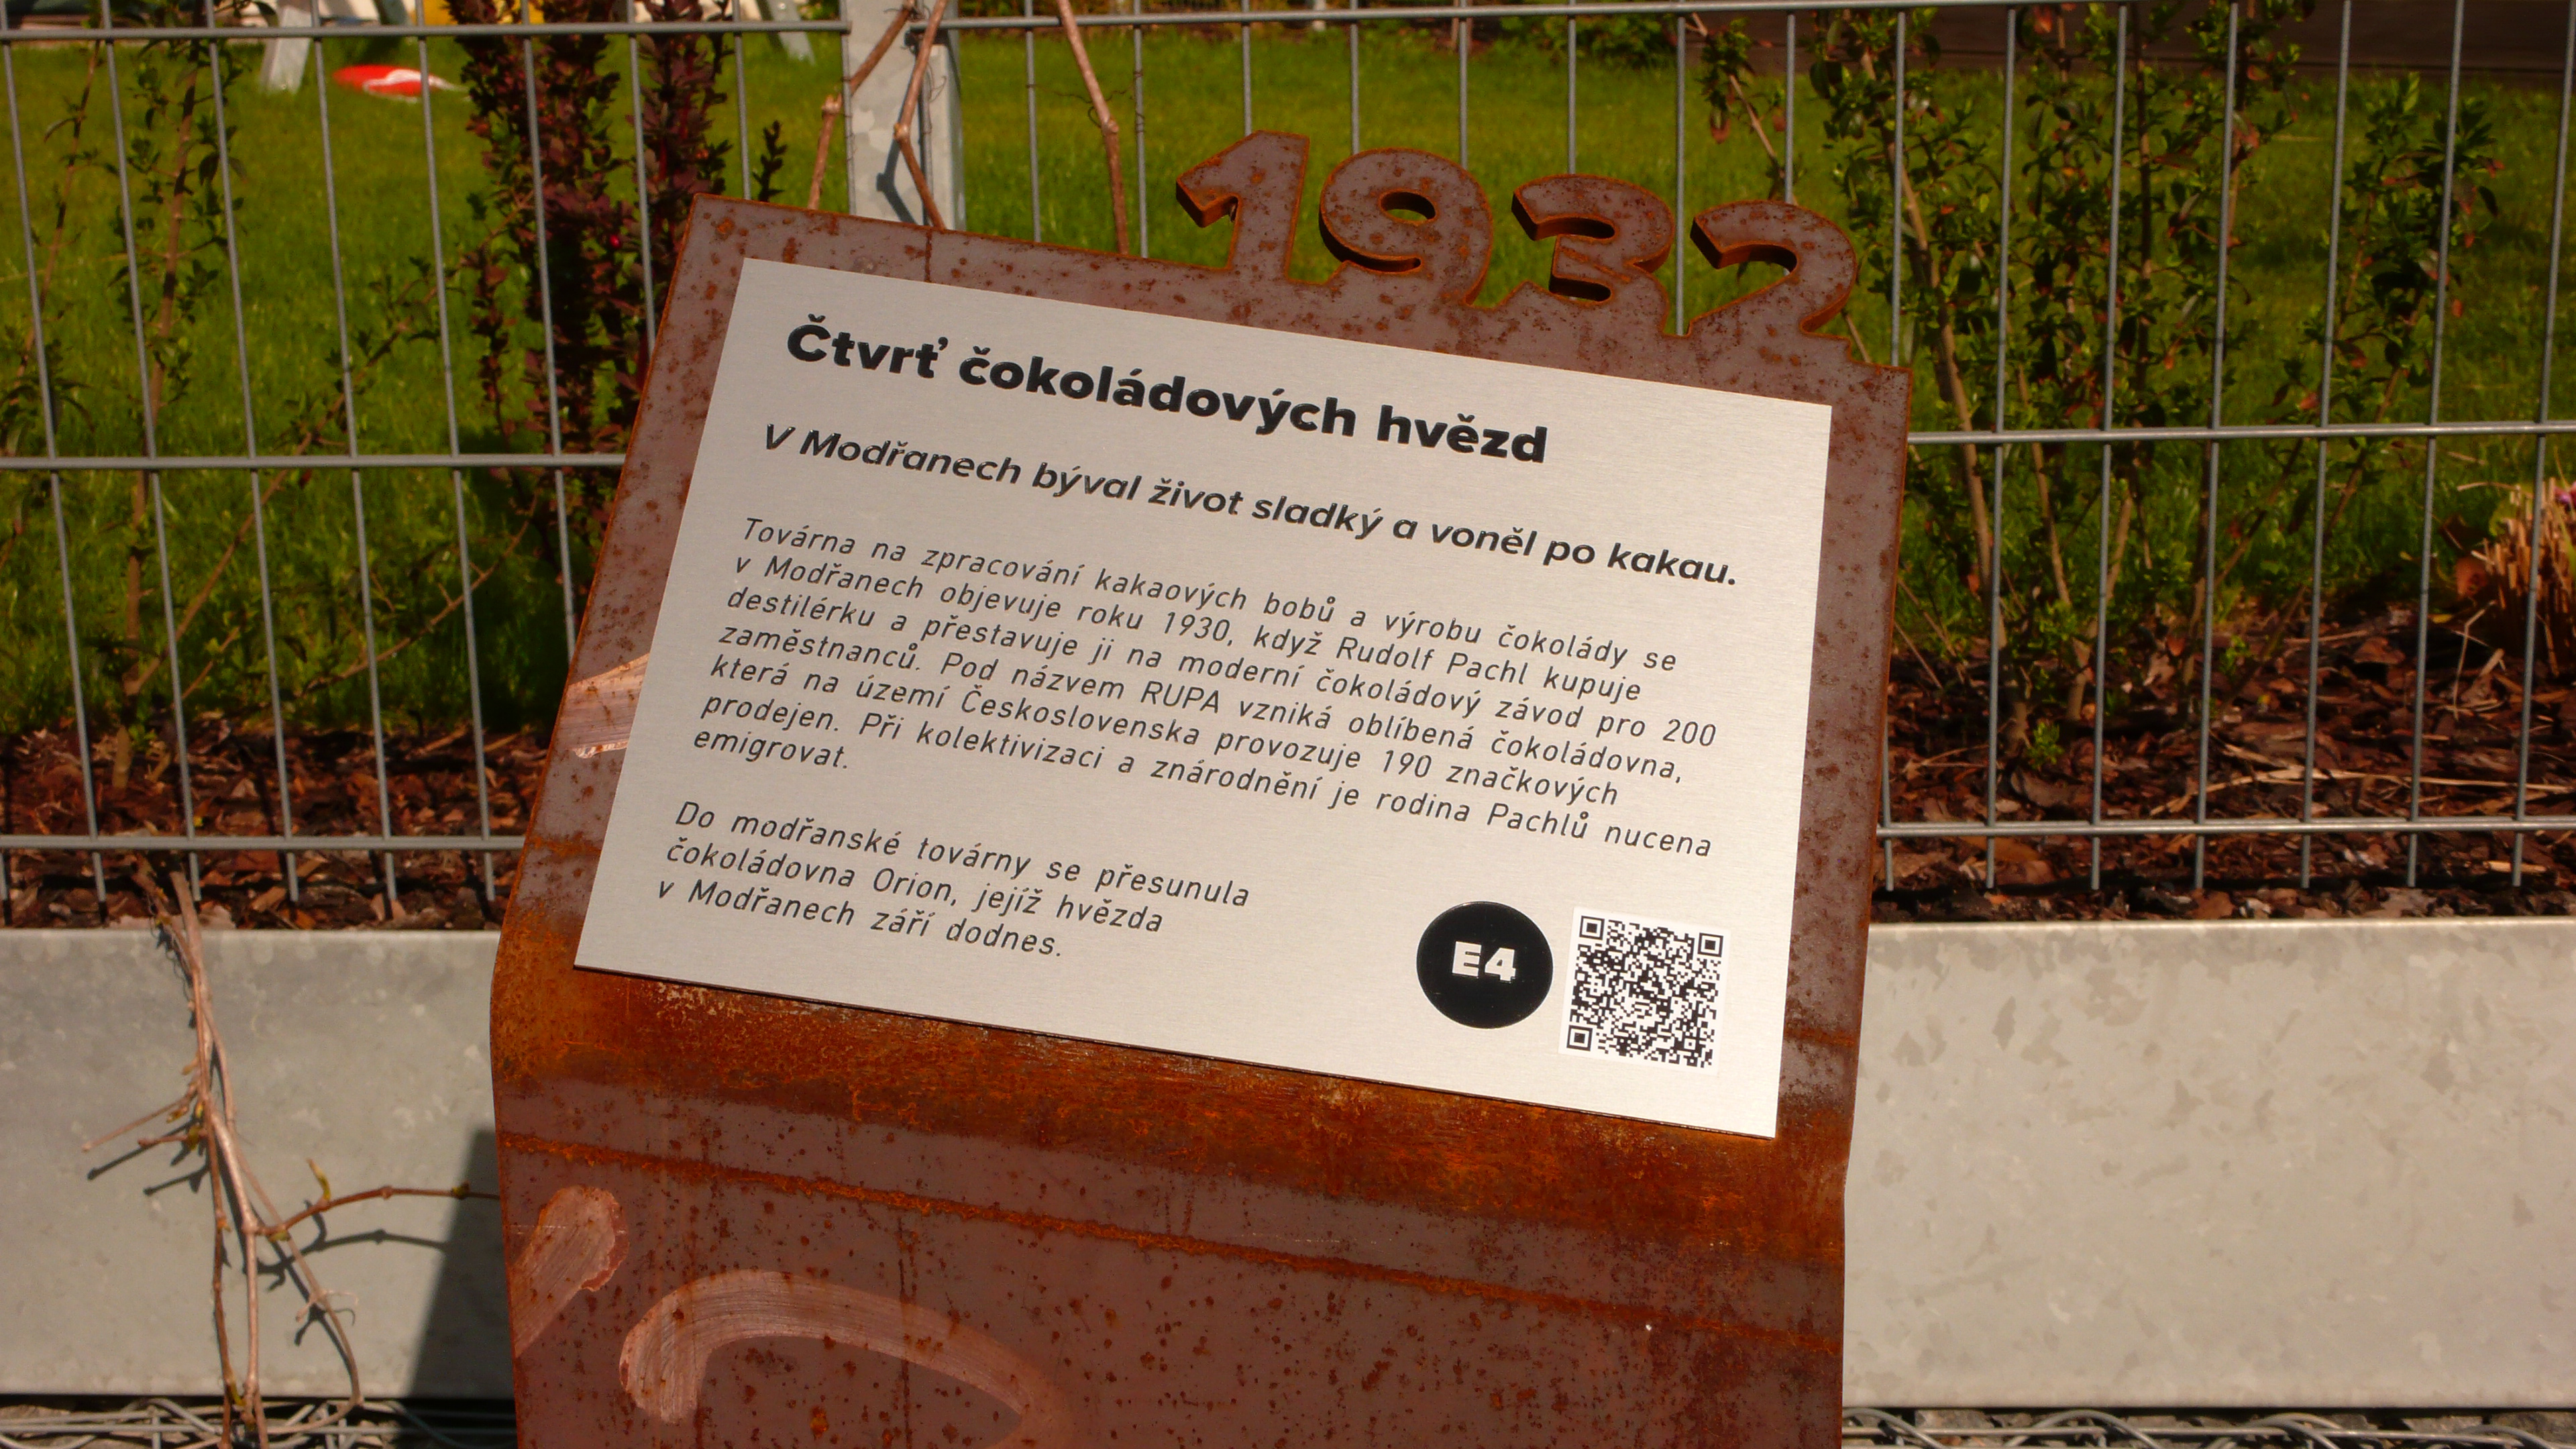 1932
Čtvrť čokoládových hvězd
V Modřanech býval život sladký a voněl po kakau.
Továrna na zpracování kakaových bobů a výrobu čokolády se
v Modřanech objevuje roku 1930, když Rudolf Pachl kupuje
destilérku a přestavuje ji na moderní čokoládový závod pro 200
zaměstnanců. Pod názvem RUPA vzniká oblíbená čokoládovna,
která na území Československa provozuje 190 značkových
prodejen. Při kolektivizaci a znárodnění je rodina Pachlů nucena
emigrovat.
Do modřanské továrny se přesunula
čokoládovna Orion, jejíž hvězda
v Modřanech září dodnes.
E4